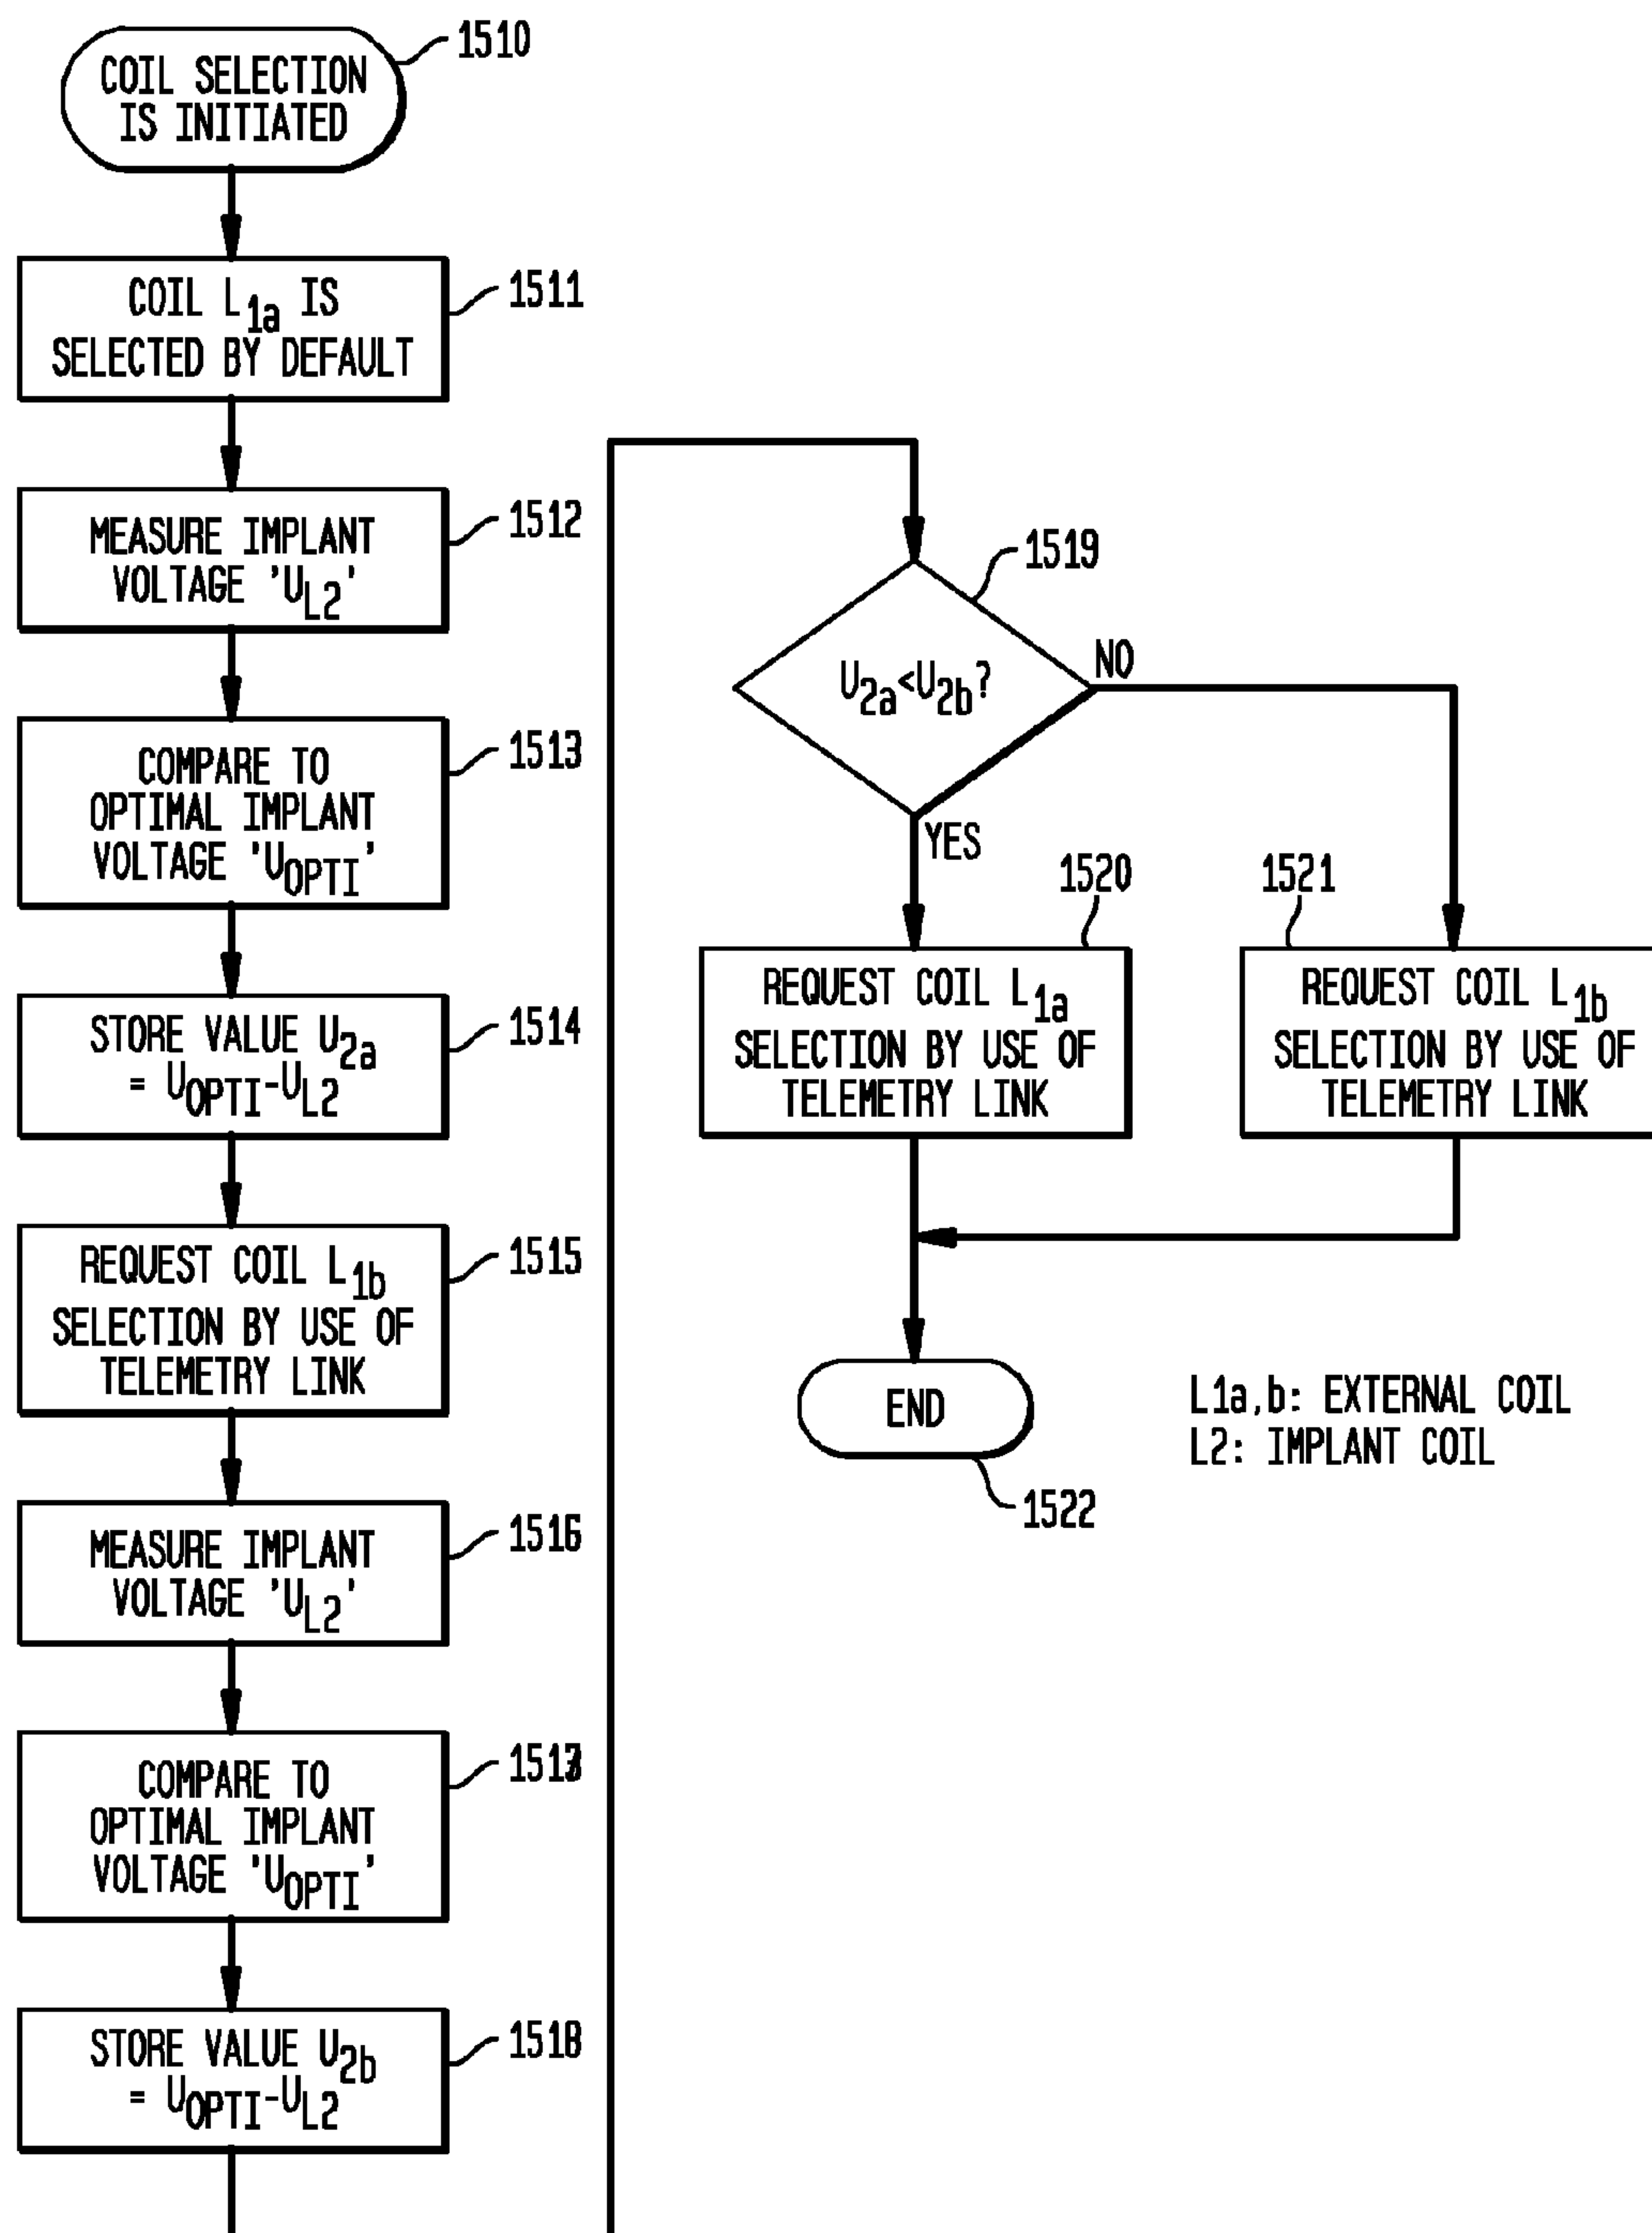 1510
COIL SELECTION
IS INITIATED
1511
COIL L1a IS
SELECTED BY DEFAULT
1512
MEASURE IMPLANT
VOLTAGE 'UL2'
1513
COMPARE TO
OPTIMAL IMPLANT
VOLTAGE 'UOPTI'
1514
STORE VALUE U2a
= UOPTI-UL2
1515
REQUEST COIL L1b
SELECTION BY USE OF
TELEMETRY LINK
1516
MEASURE IMPLANT
VOLTAGE 'UL2'
COMPARE TO
OPTIMAL IMPLANT
VOLTAGE 'UOPTI'
1518
STORE VALUE U2b
= UOPTI-UL2
1519
U2a<U2b?
NO
YES
1520
REQUEST COIL L1a
SELECTION BY USE OF
TELEMETRY LINK
1521
REQUEST COIL L1b
SELECTION BY USE OF
TELEMETRY LINK
END
1522
L1a,b: EXTERNAL COIL
L2: IMPLANT COIL